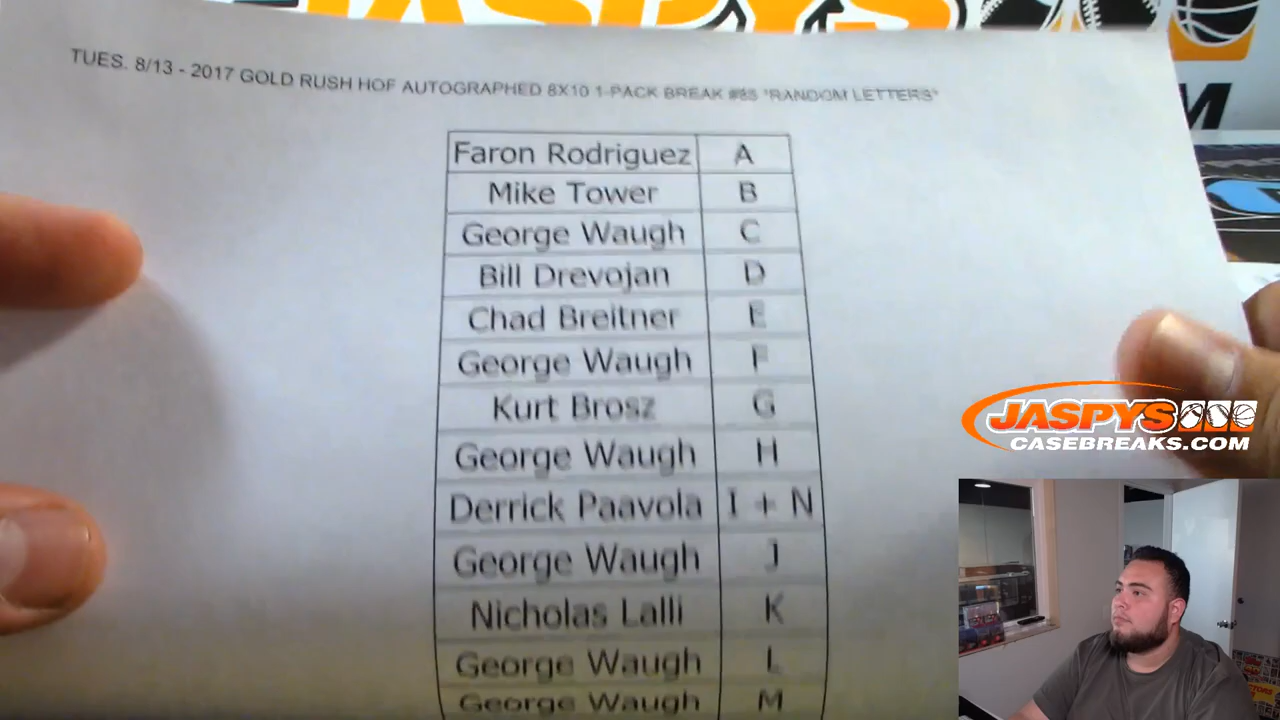 JASPYS
TUES. 8/13 - 2017 GOLD RUSH HOF AUTOGRAPHED 8X10 1-PACK BREAK #85 "RANDOM LETTERS"
Faron Rodriguez A
Mike Tower B
George Waugh C
Bill Drevojan D
Chad Breitner E
George Waugh F
Kurt Brosz G
George Waugh H
Derrick Paavola I + N
George Waugh J
Nicholas Lalli K
George Waugh L
George Waugh M
JASPYS
CASEBREAKS.COM